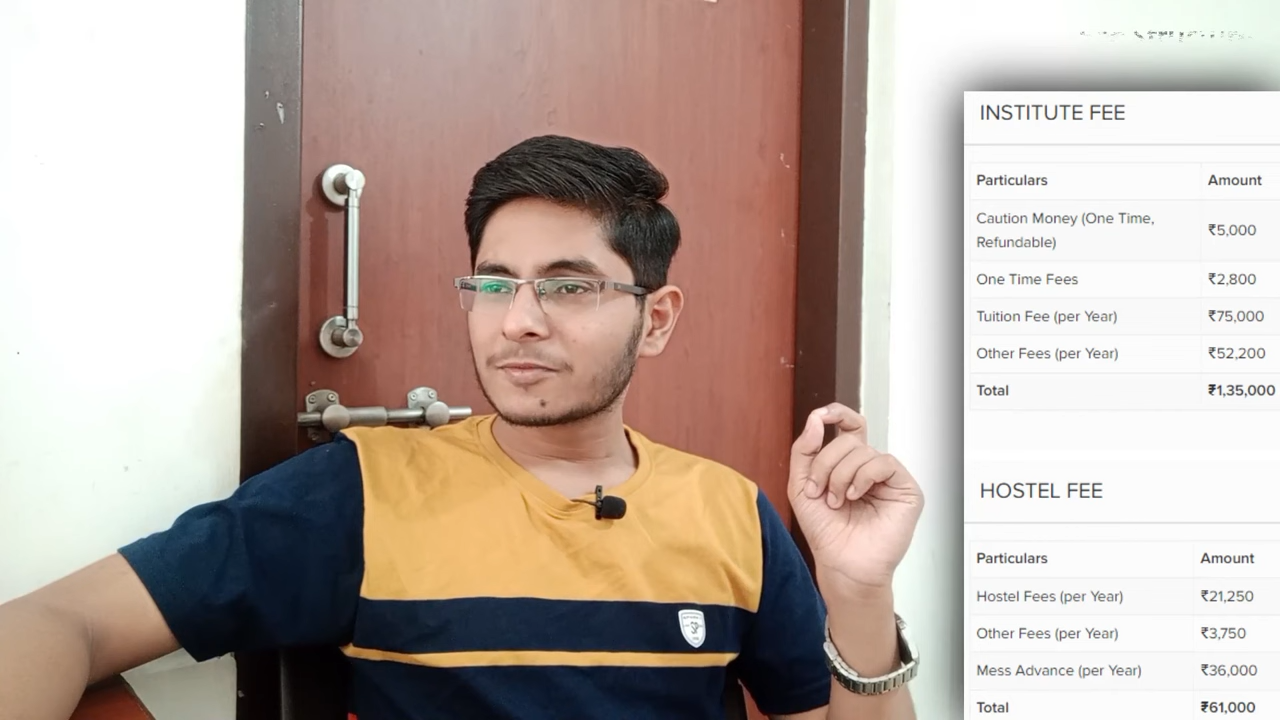 INSTITUTE FEE
Particulars Amount
Caution Money (One Time,
Refundable) ₹5,000
One Time Fees ₹2,800
Tuition Fee (per Year) ₹75,000
Other Fees (per Year) ₹52,200
Total ₹1,35,000
HOSTEL FEE
Particulars Amount
Hostel Fees (per Year) ₹21,250
Other Fees (per Year) ₹3,750
Mess Advance (per Year) ₹36,000
Total ₹61,000